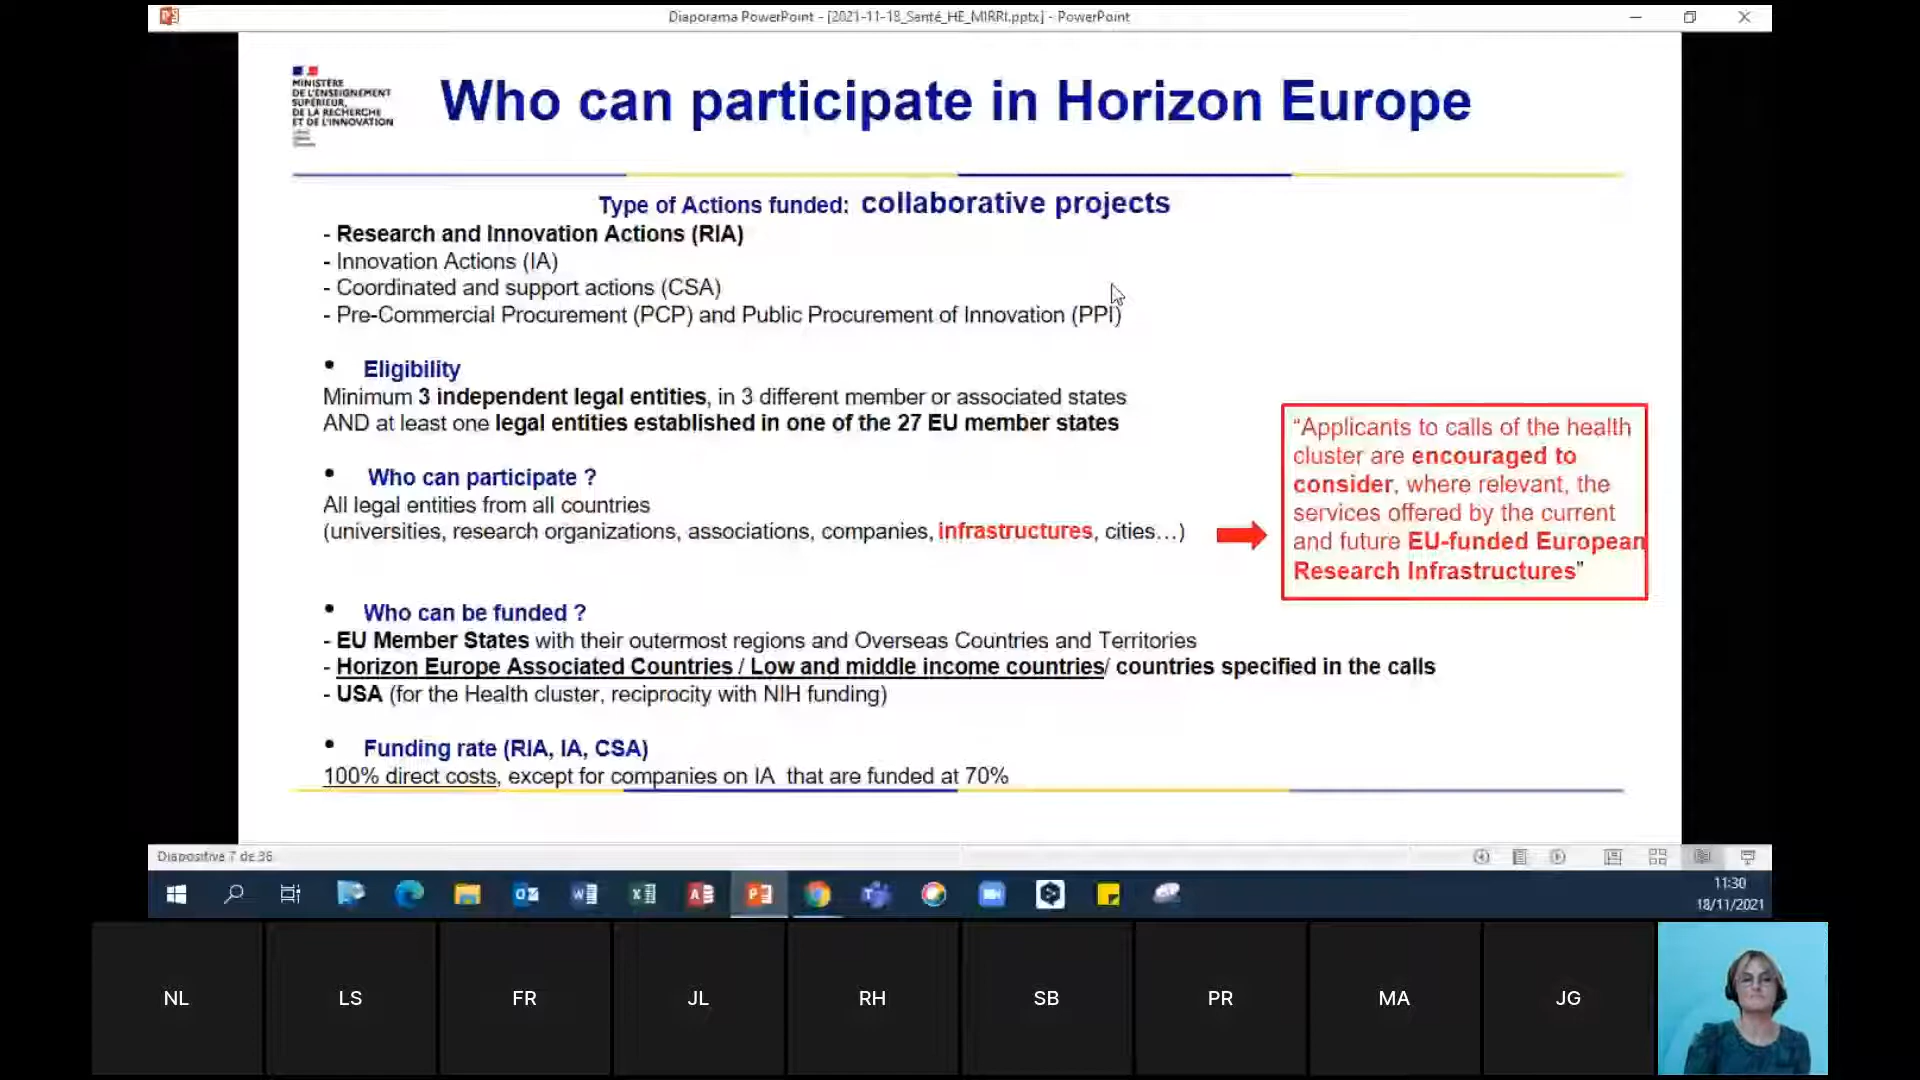 Diaporama PowerPoint - [2021-11-18_Santé_HE_MIRRI.pptx] - PowerPoint
MINISTÈRE
DE L'ENSEIGNEMENT
SUPÉRIEUR,
DE LA RECHERCHE
ET DE L'INNOVATION
Who can participate in Horizon Europe
Type of Actions funded: collaborative projects
- Research and Innovation Actions (RIA)
- Innovation Actions (IA)
- Coordinated and support actions (CSA)
- Pre-Commercial Procurement (PCP) and Public Procurement of Innovation (PPI)
• Eligibility
Minimum 3 independent legal entities, in 3 different member or associated states
AND at least one legal entities established in one of the 27 EU member states
• Who can participate ?
All legal entities from all countries
(universities, research organizations, associations, companies, infrastructures, cities…)
“Applicants to calls of the health
cluster are encouraged to
consider, where relevant, the
services offered by the current
and future EU-funded European
Research Infrastructures”
• Who can be funded ?
- EU Member States with their outermost regions and Overseas Countries and Territories
- Horizon Europe Associated Countries / Low and middle income countries/ countries specified in the calls
- USA (for the Health cluster, reciprocity with NIH funding)
• Funding rate (RIA, IA, CSA)
100% direct costs, except for companies on IA that are funded at 70%
Diapositive 7 de 36
11:30
18/11/2021
NL
LS
FR
JL
RH
SB
PR
MA
JG